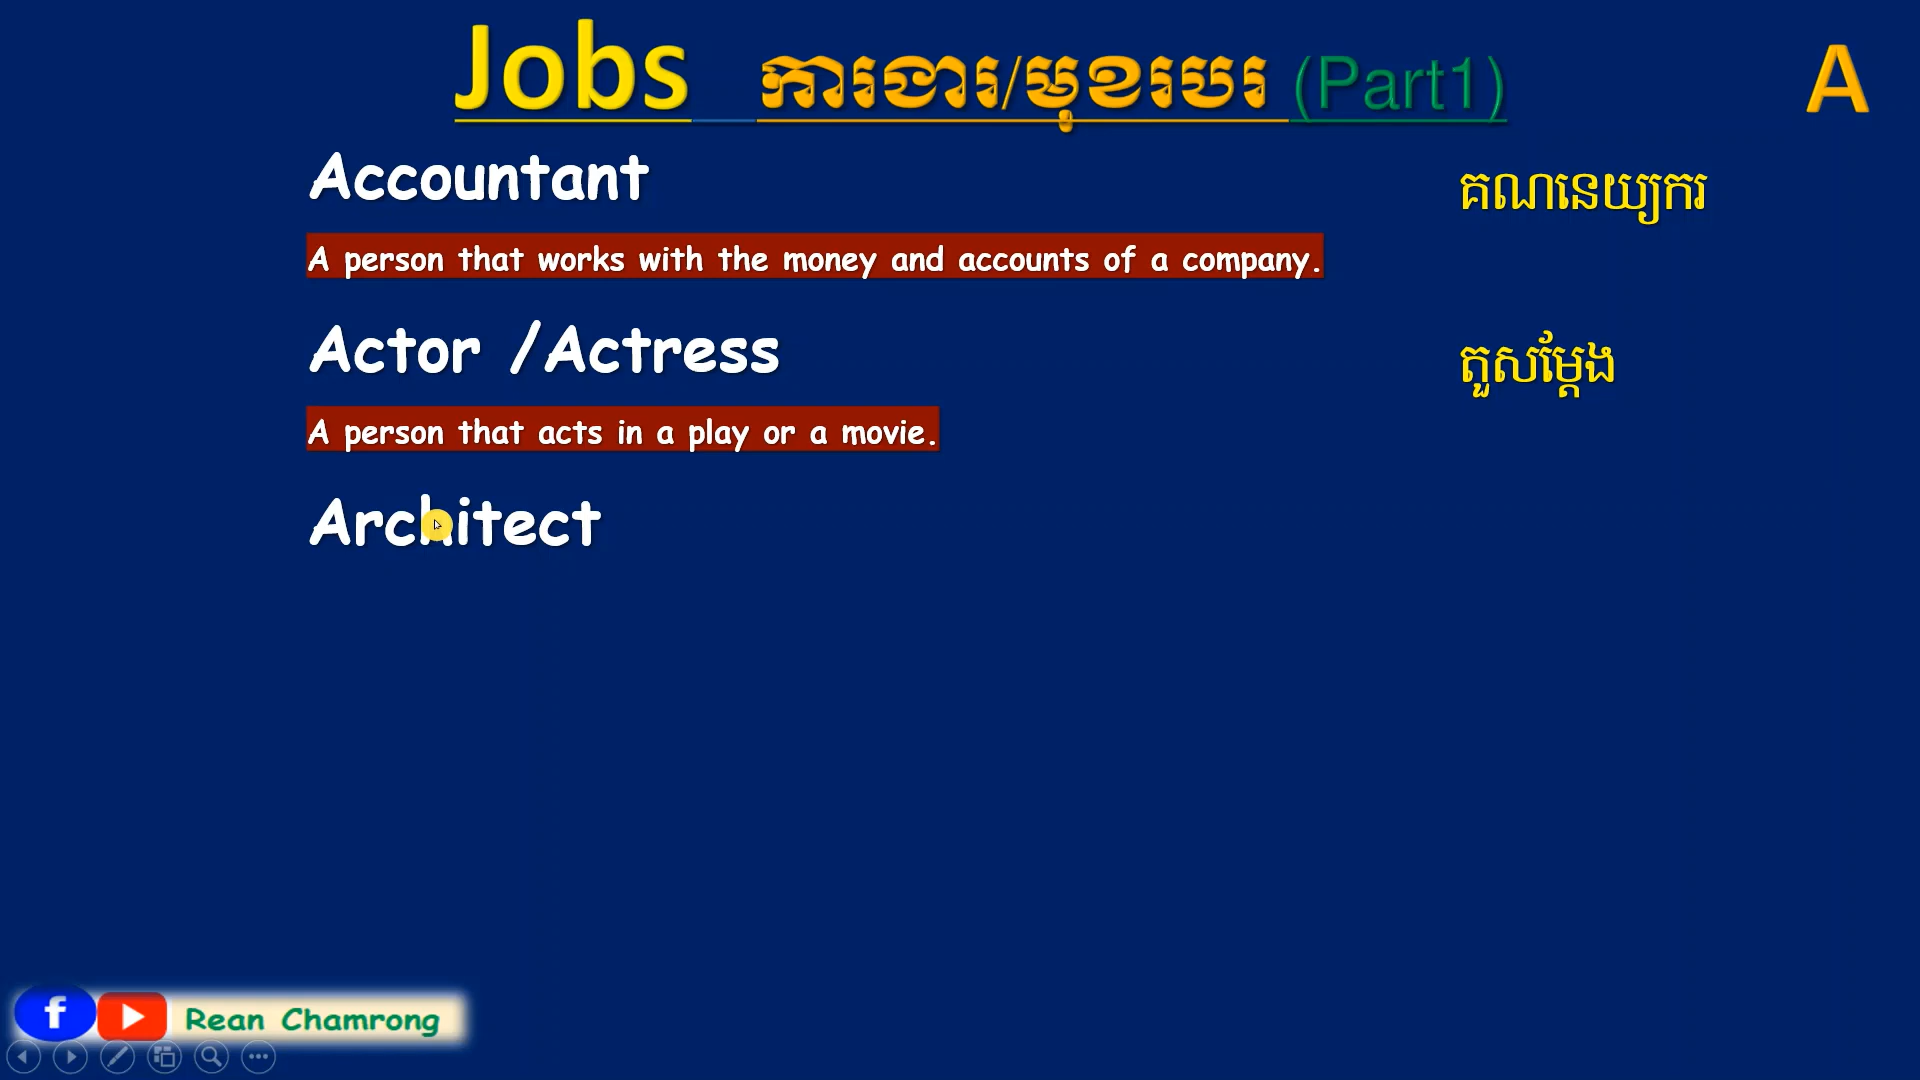 Jobs ការងារ/មុខរបរ (Part1) A
Accountant គណនេយ្យករ
A person that works with the money and accounts of a company.
Actor /Actress តួសម្តែង
A person that acts in a play or a movie.
Architect
f Rean Chamrong